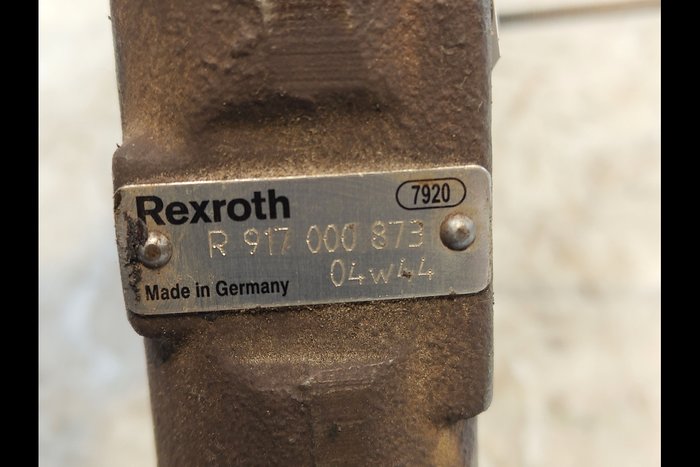 Rexroth 7920
R 917 000 873
04w44
Made in Germany